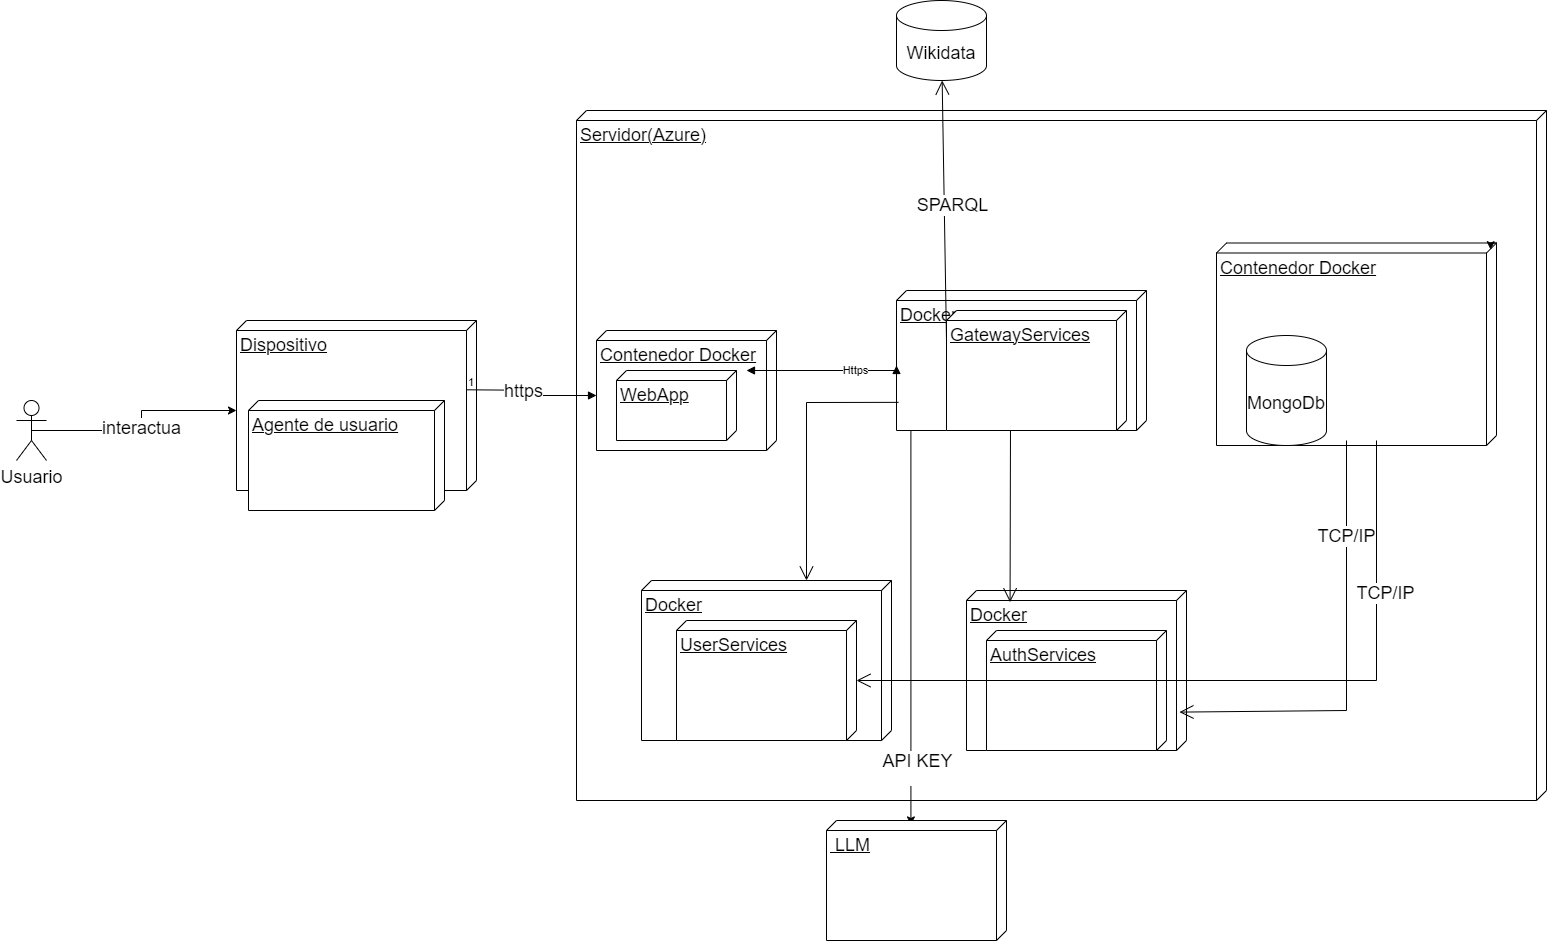 Wikidata
Servidor(Azure)
SPARQL
Contenedor Docker
Docker
GatewayServices
Dispositivo
Contenedor Docker
Https
1
https
WebApp
MongoDb
Agente de usuario
interactua
Usuario
TCP/IP
TCP/IP
Docker
Docker
UserServices
AuthServices
API KEY
LLM